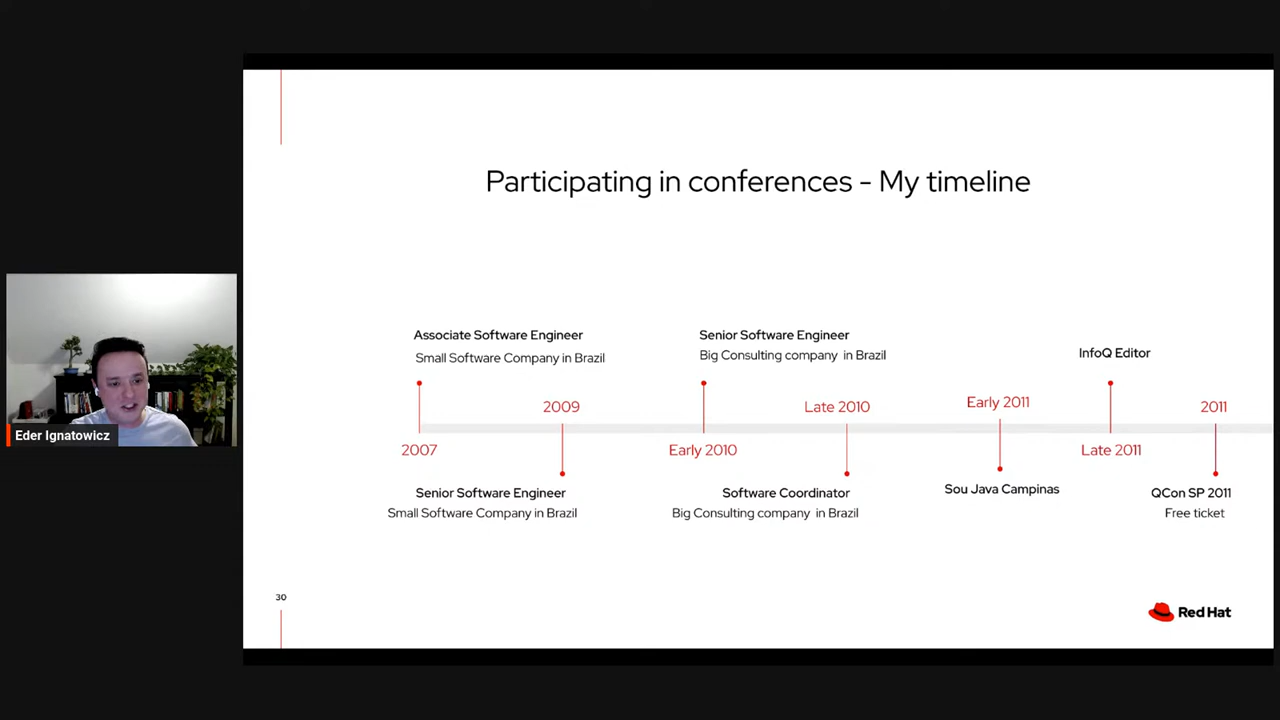 Participating in conferences - My timeline
Associate Software Engineer
Small Software Company in Brazil
Senior Software Engineer
Big Consulting company in Brazil
InfoQ Editor
2009
Late 2010
Early 2011
2011
2007
Early 2010
Late 2011
Senior Software Engineer
Small Software Company in Brazil
Software Coordinator
Big Consulting company in Brazil
Sou Java Campinas
QCon SP 2011
Free ticket
Eder Ignatowicz
30
Red Hat